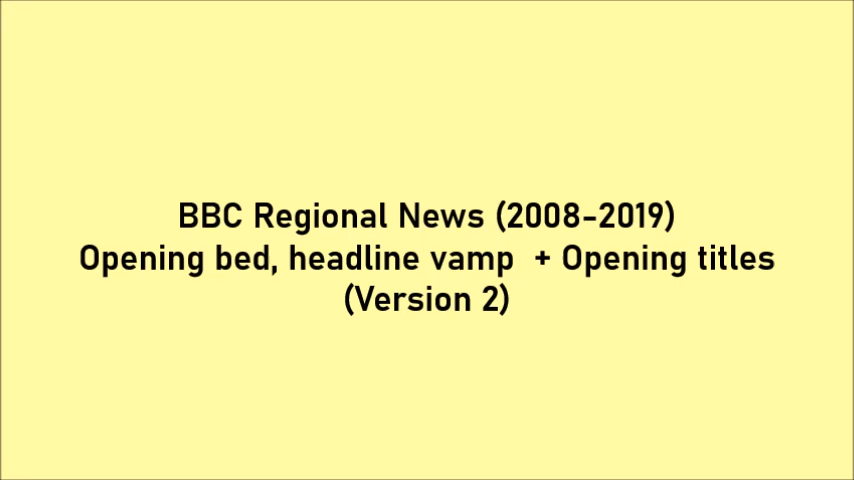 BBC Regional News (2008-2019)
Opening bed, headline vamp + Opening titles
(Version 2)